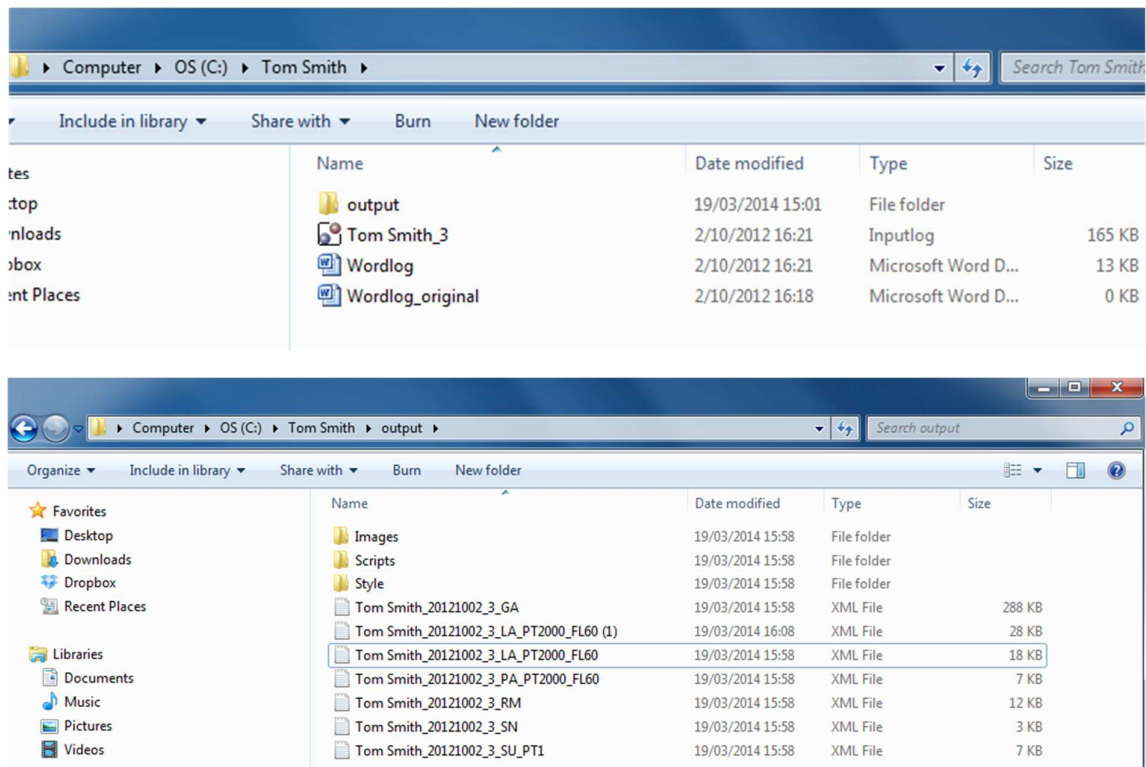 Computer OS (C:) Tom Smith Search Tom Smith
Include in library Share with Burn New folder
Name Date modified Type Size
output 19/03/2014 15:01 File folder
Tom Smith_3 2/10/2012 16:21 Inputlog 165 KB
Wordlog 2/10/2012 16:21 Microsoft Word D... 13 KB
Wordlog_original 2/10/2012 16:18 Microsoft Word D... 0 KB
tes
ctop
nloads
box
ent Places
Computer OS (C:) Tom Smith output Search output
Organize Include in library Share with Burn New folder
Favorites
Desktop
Downloads
Dropbox
Recent Places
Libraries
Documents
Music
Pictures
Videos
Name Date modified Type Size
Images 19/03/2014 15:58 File folder
Scripts 19/03/2014 15:58 File folder
Style 19/03/2014 15:58 File folder
Tom Smith_20121002_3_GA 19/03/2014 15:58 XML File 288 KB
Tom Smith_20121002_3_LA_PT2000_FL60 (1) 19/03/2014 16:08 XML File 28 KB
Tom Smith_20121002_3_LA_PT2000_FL60 19/03/2014 15:58 XML File 18 KB
Tom Smith_20121002_3_PA_PT2000_FL60 19/03/2014 15:58 XML File 7 KB
Tom Smith_20121002_3_RM 19/03/2014 15:58 XML File 12 KB
Tom Smith_20121002_3_SN 19/03/2014 15:58 XML File 3 KB
Tom Smith_20121002_3_SU_PT1 19/03/2014 15:58 XML File 7 KB